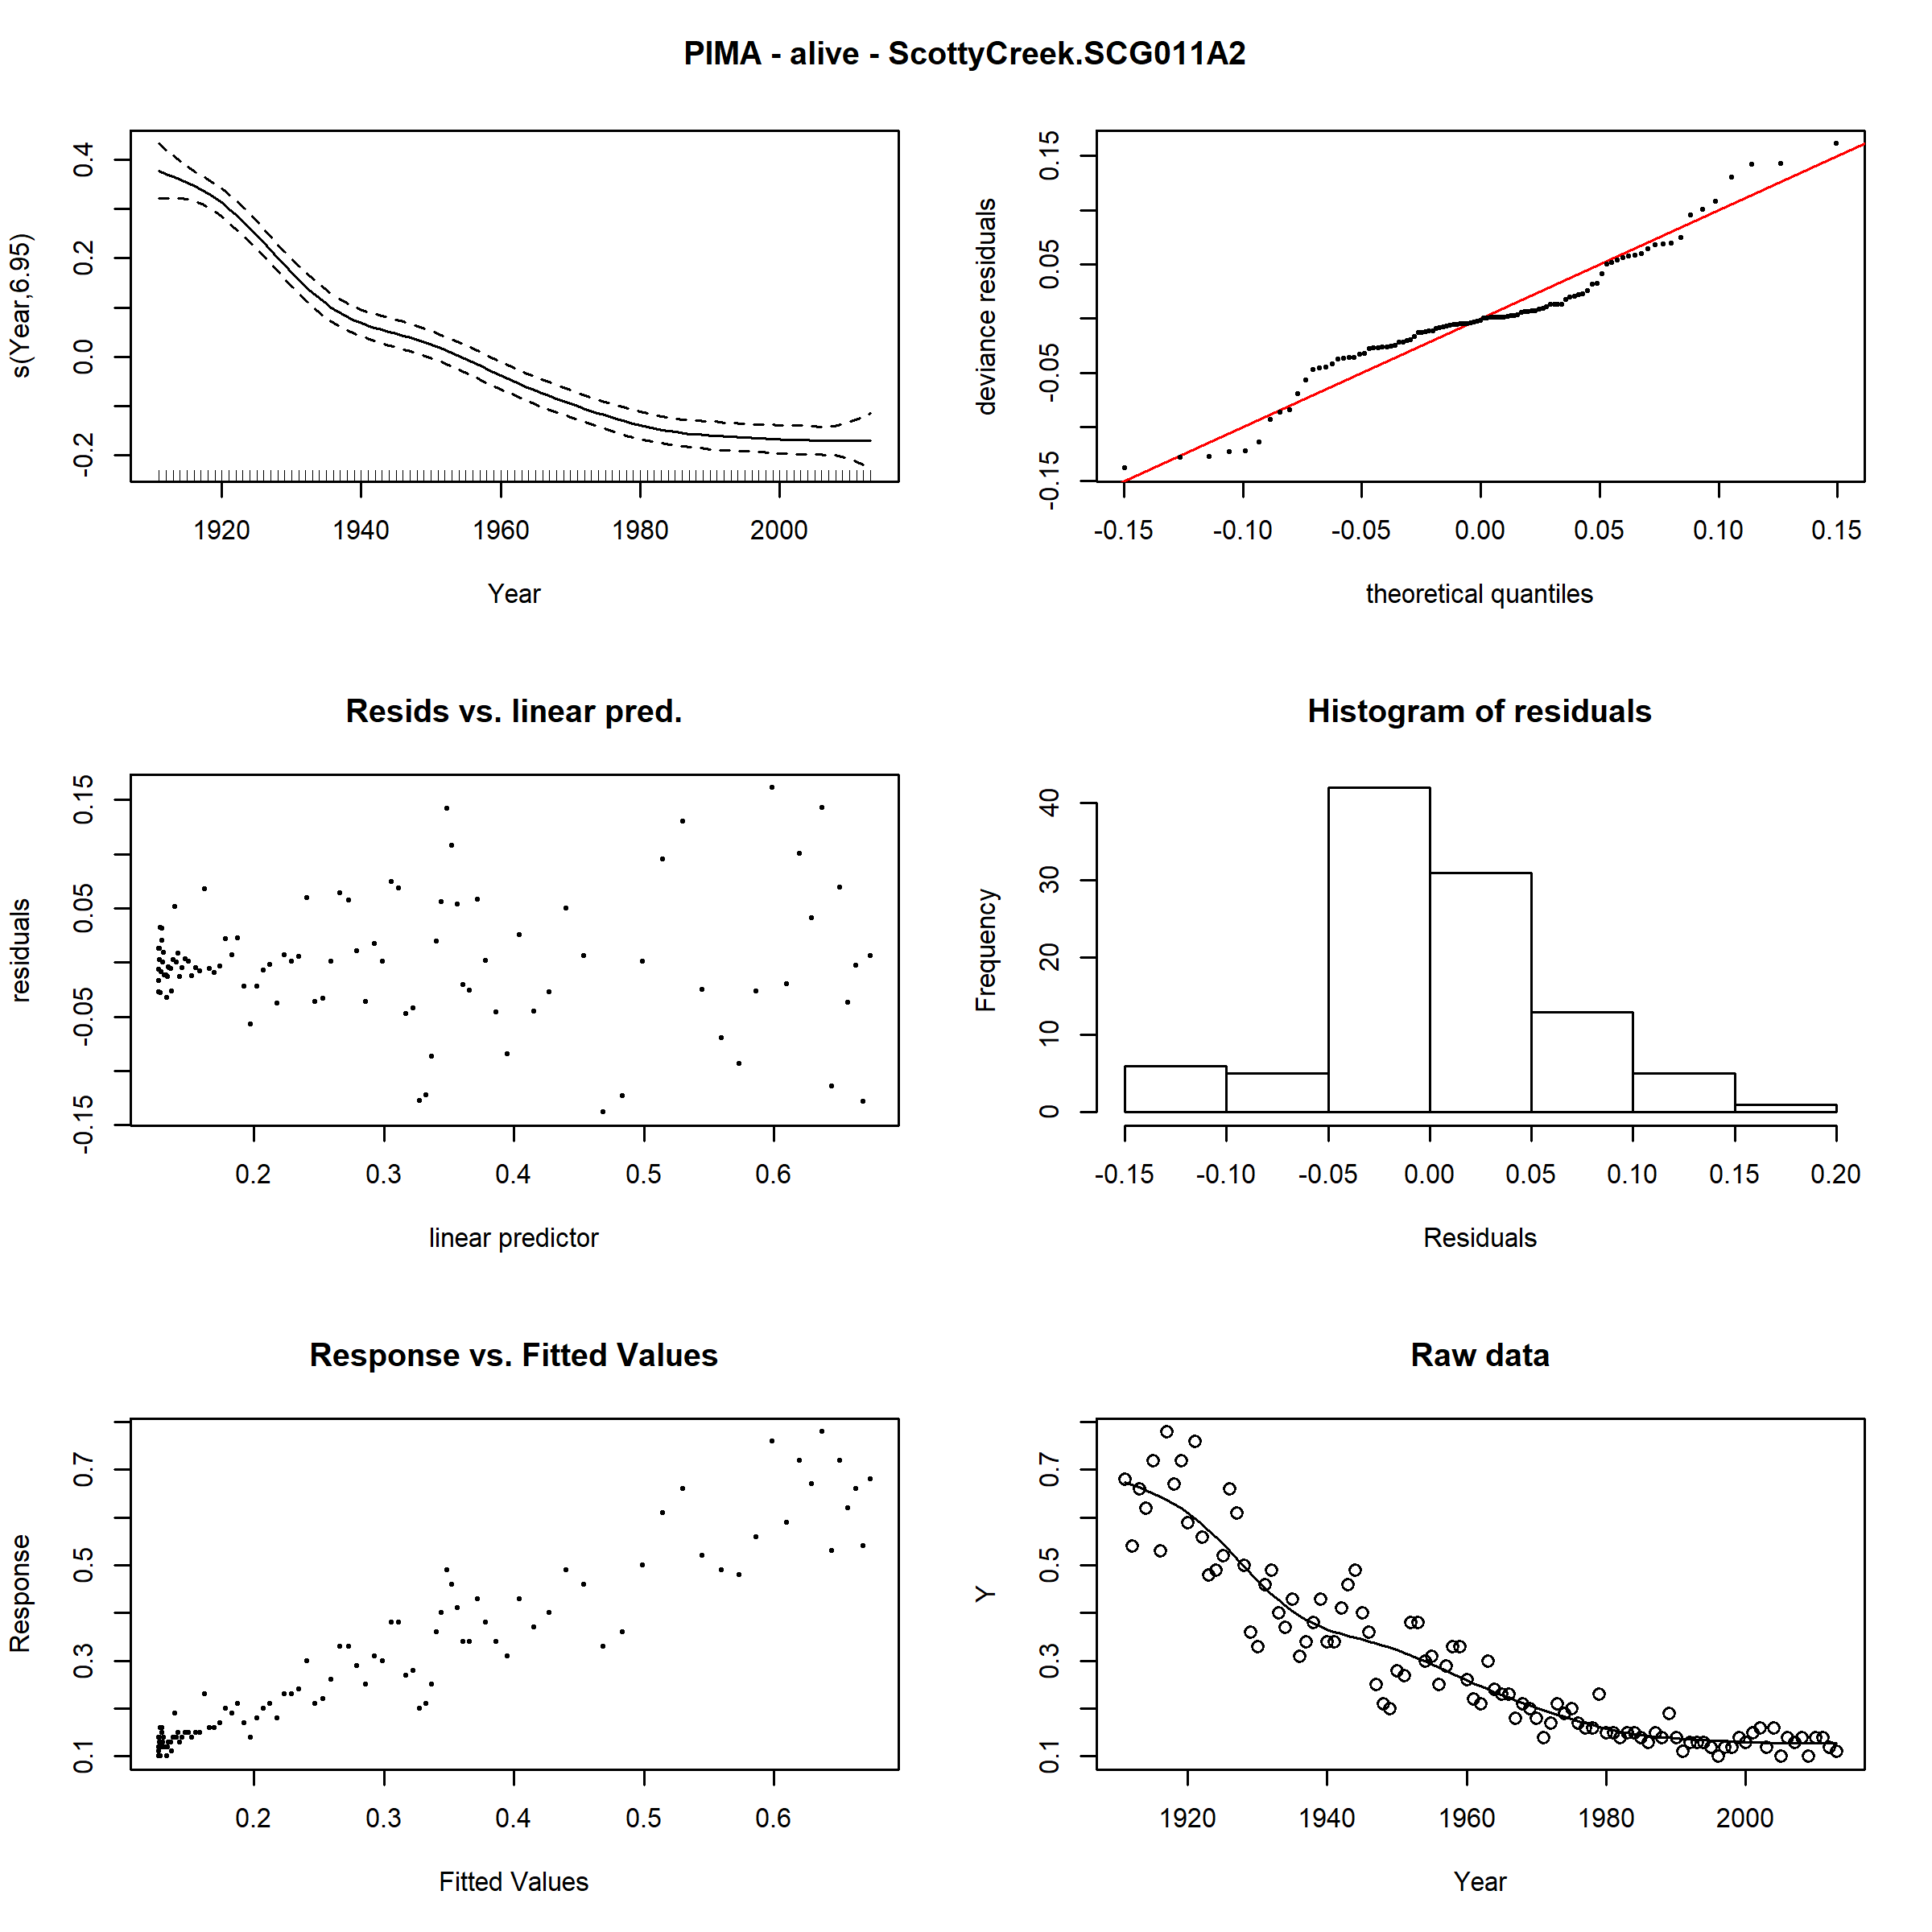 PIMA - alive - ScottyCreek.SCG011A2
s(Year,6.95)
-0.2 0.0 0.2 0.4
1920 1940 1960 1980 2000
Year
deviance residuals
-0.15 -0.05 0.05 0.15
-0.15 -0.10 -0.05 0.00 0.05 0.10 0.15
theoretical quantiles
Resids vs. linear pred.
residuals
-0.15 -0.05 0.05 0.15
0.2 0.3 0.4 0.5 0.6
linear predictor
Histogram of residuals
Frequency
0 10 20 30 40
-0.15 -0.10 -0.05 0.00 0.05 0.10 0.15 0.20
Residuals
Response vs. Fitted Values
Response
0.1 0.3 0.5 0.7
0.2 0.3 0.4 0.5 0.6
Fitted Values
Raw data
Y
0.1 0.3 0.5 0.7
1920 1940 1960 1980 2000
Year